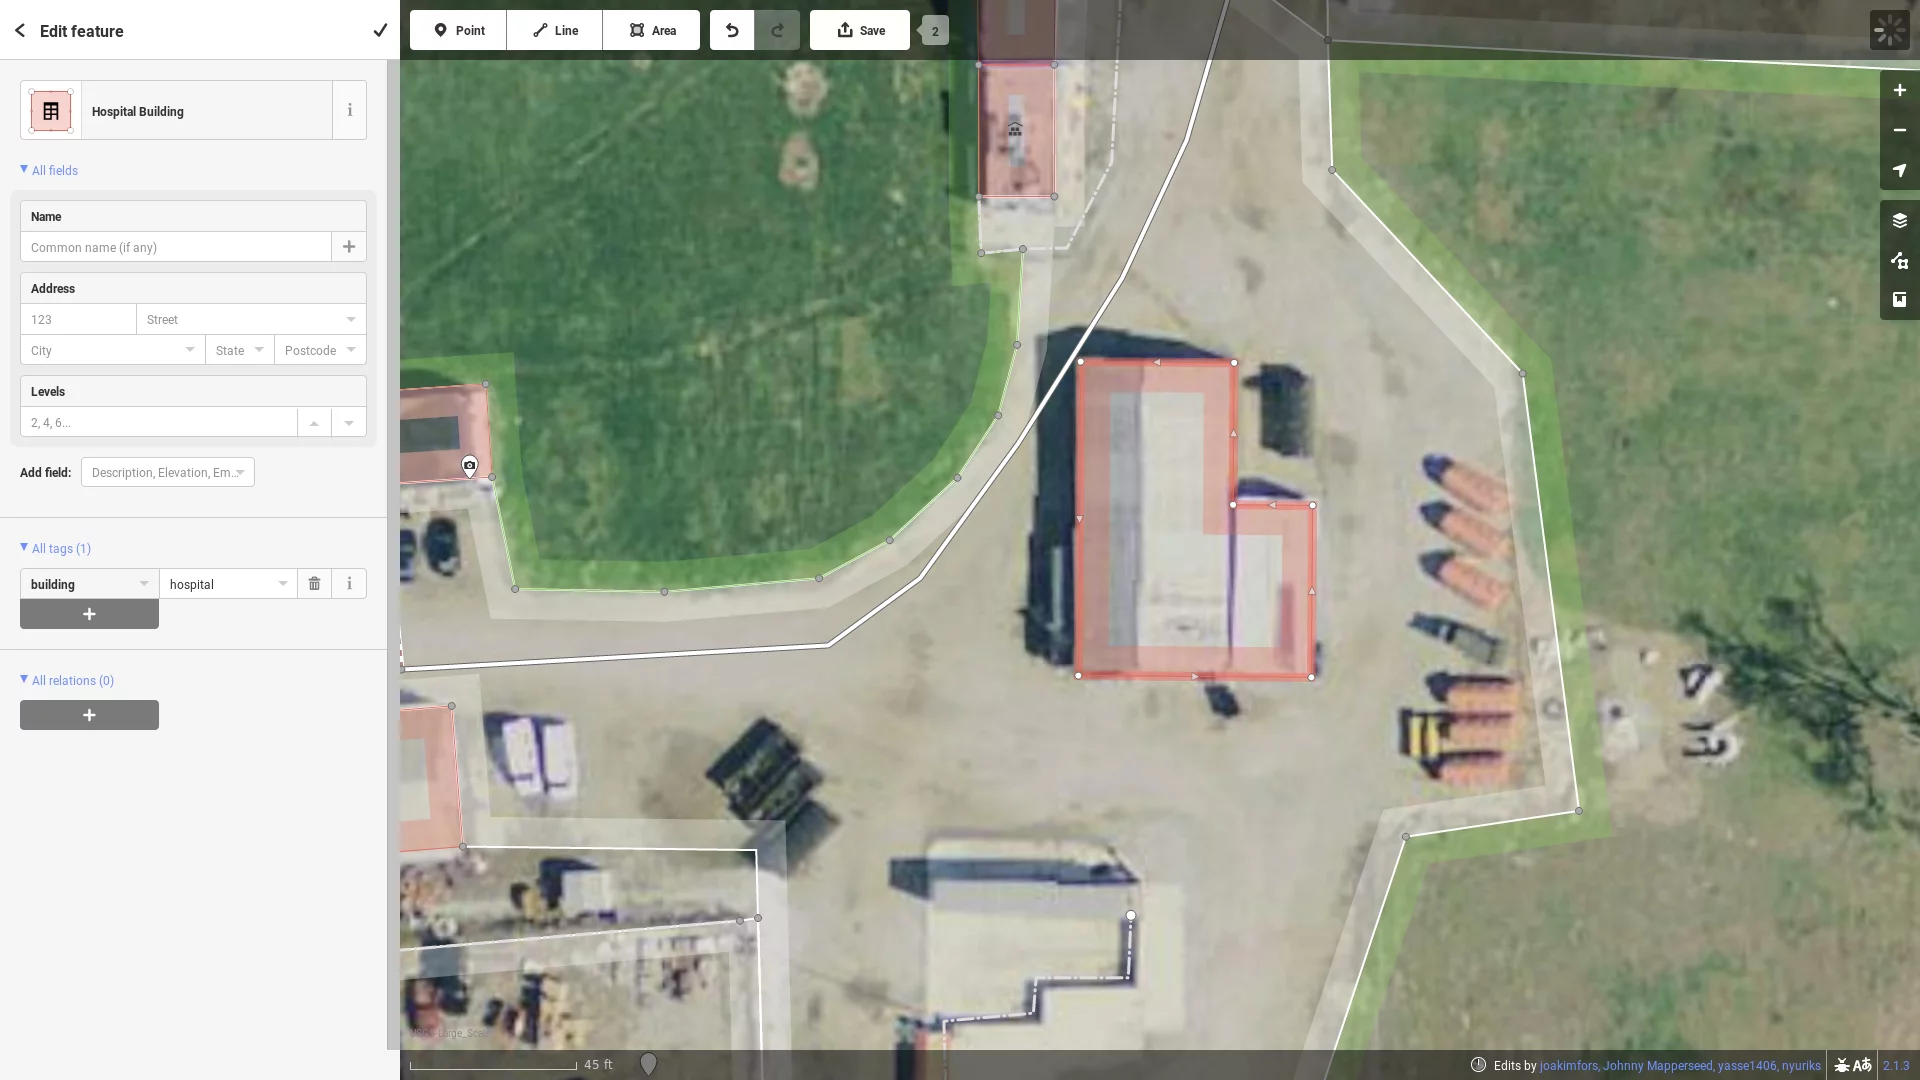 Edit feature
Point
Line
Area
Save
2
Hospital Building
i
All fields
Name
Common name (if any)
Address
123
Street
City
State
Postcode
Levels
2, 4, 6...
Add field:
Description, Elevation, Em...
All tags (1)
building
hospital
i
All relations (0)
45 ft
Edits by joakimfors, Johnny Mapperseed, yasse1406, nyuriks
2.1.3